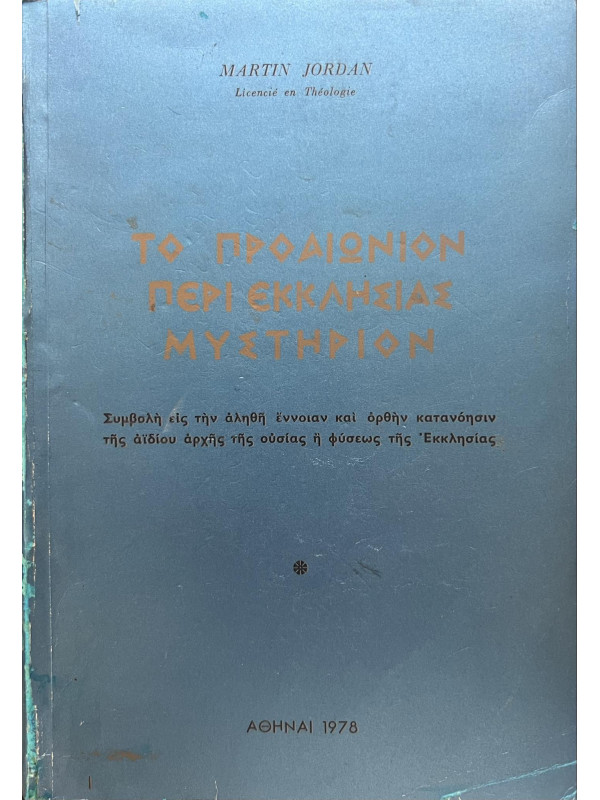 MARTIN JORDAN
Licencié en Théologie
ΤΟ ΠΡΟΑΙΩΝΙΟΝ
ΠΕΡΙ ΕΚΚΛΗΣΙΑΣ
ΜΥΣΤΗΡΙΟΝ
Συμβολὴ εἰς τὴν ἀληθῆ ἔννοιαν καὶ ὀρθὴν κατανόησιν
τῆς ἀϊδίου ἀρχῆς τῆς οὐσίας ἢ φύσεως τῆς Ἐκκλησίας
ΑΘΗΝΑΙ 1978